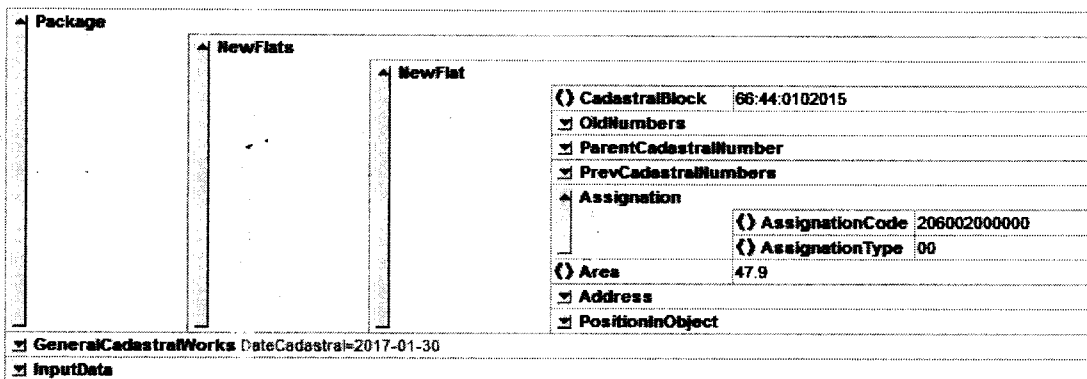 Package
NewFlats
NewFlat
CadastralBlock 66:44:0102015
OldNumbers
ParentCadastralNumber
PrevCadastralNumbers
Assignation
AssignationCode 206002000000
AssignationType 00
Area 47.9
Address
PositionInObject
GeneralCadastralWorks DateCadastral=2017-01-30
InputData